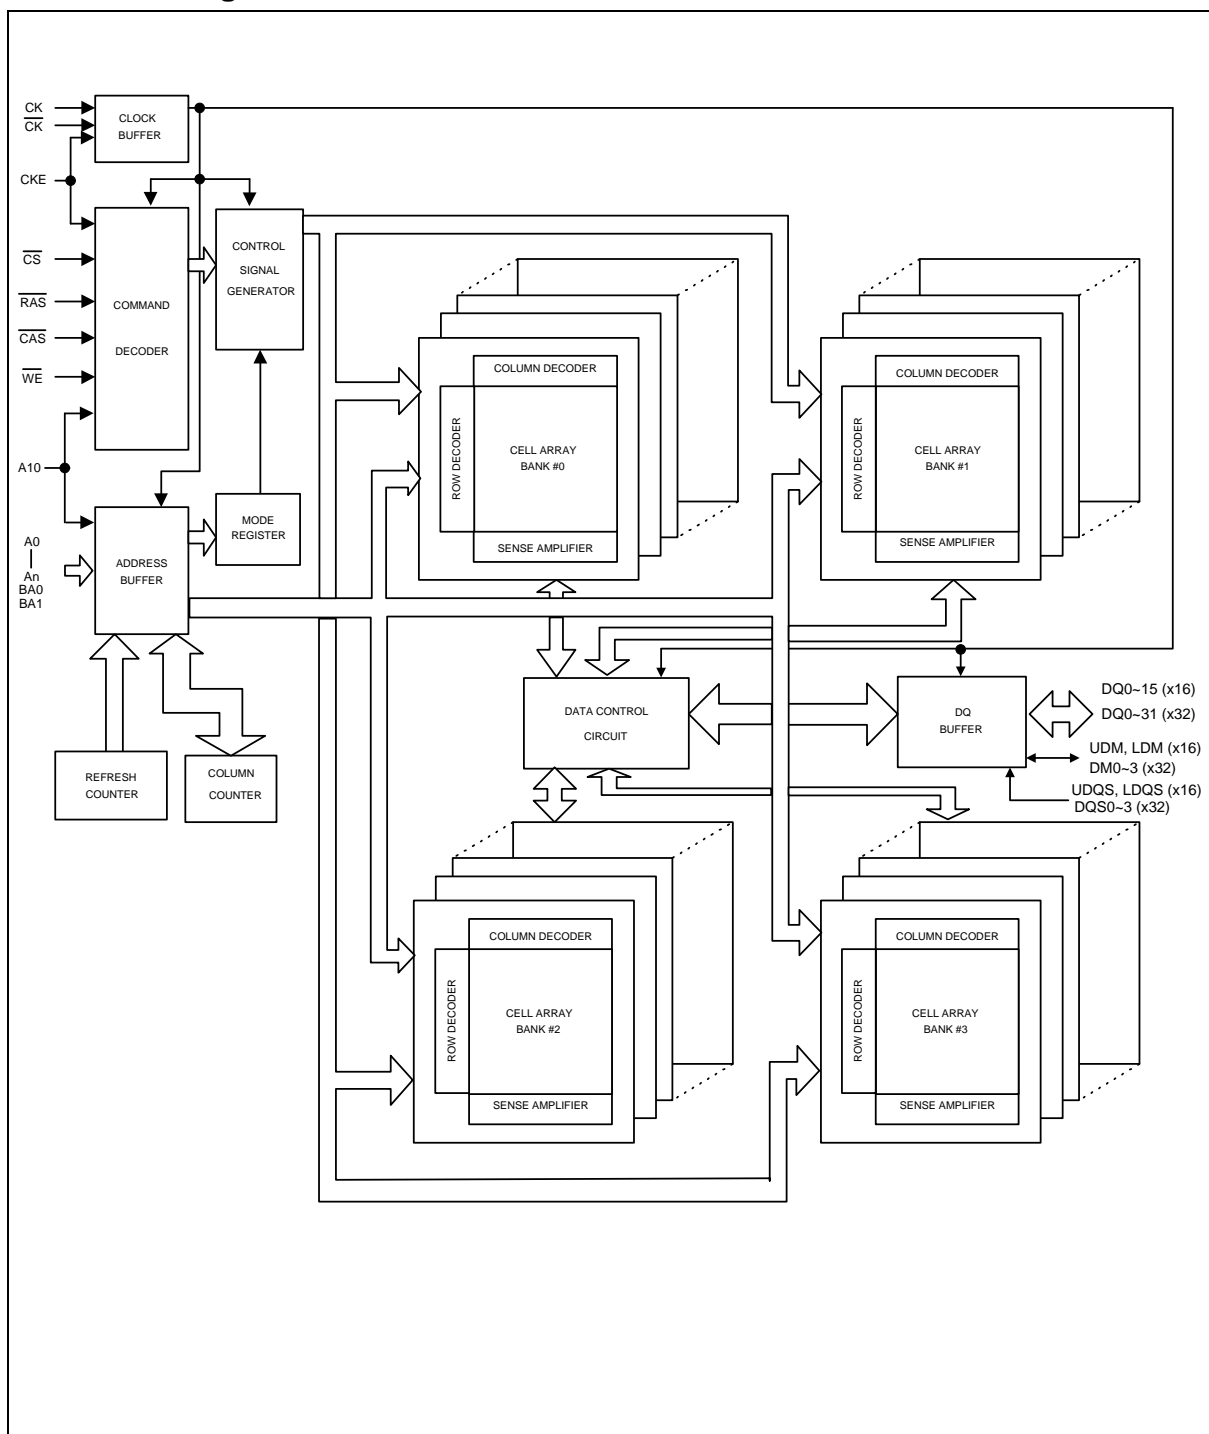 CK
CK
CKE
CS
RAS
CAS
WE
A10
A0
An
BA0
BA1
CLOCK
BUFFER
COMMAND
DECODER
CONTROL
SIGNAL
GENERATOR
MODE
REGISTER
ADDRESS
BUFFER
REFRESH
COUNTER
COLUMN
COUNTER
COLUMN DECODER
ROW DECODER
CELL ARRAY
BANK #0
SENSE AMPLIFIER
COLUMN DECODER
ROW DECODER
CELL ARRAY
BANK #1
SENSE AMPLIFIER
DATA CONTROL
CIRCUIT
DQ
BUFFER
DQ0~15 (x16)
DQ0~31 (x32)
UDM, LDM (x16)
DM0~3 (x32)
UDQS, LDQS (x16)
DQS0~3 (x32)
COLUMN DECODER
ROW DECODER
CELL ARRAY
BANK #2
SENSE AMPLIFIER
COLUMN DECODER
ROW DECODER
CELL ARRAY
BANK #3
SENSE AMPLIFIER